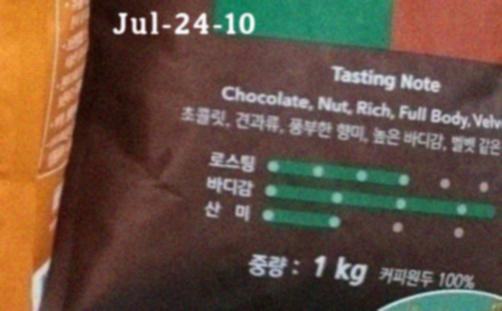 Jul-24-10
Tasting Note
Chocolate, Nut, Rich, Full Body, Velve
초콜릿, 견과류, 풍부한 향미, 높은 바디감, 벨벳 같은
로스팅
바디감
산 미
중량 : 1 kg 커피원두 100%